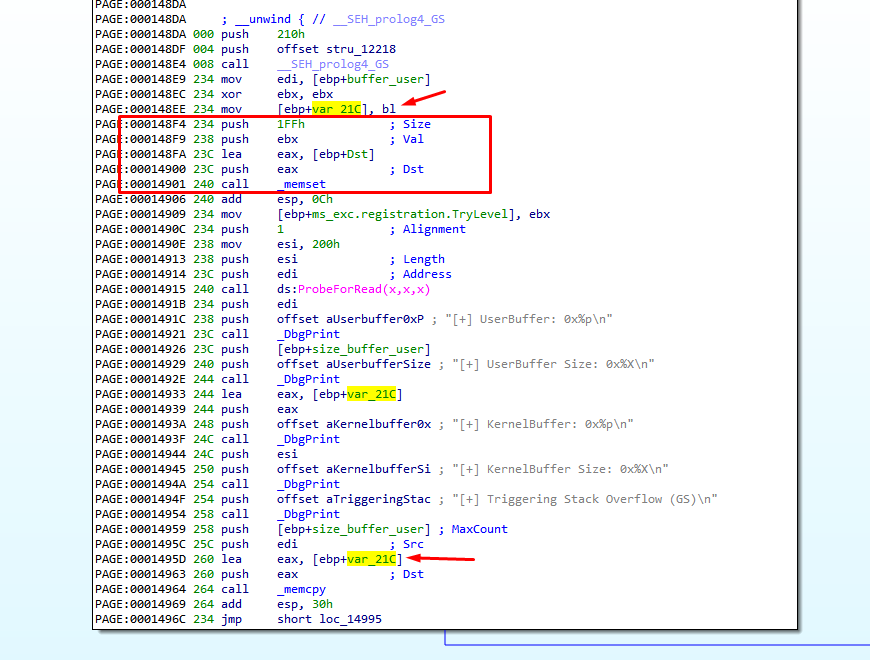 PAGE:000148DA
PAGE:000148DA ; __unwind { // __SEH_prolog4_GS
PAGE:000148DA 000 push 210h
PAGE:000148DF 004 push offset stru_12218
PAGE:000148E4 008 call __SEH_prolog4_GS
PAGE:000148E9 234 mov edi, [ebp+buffer_user]
PAGE:000148EC 234 xor ebx, ebx
PAGE:000148EE 234 mov [ebp+var_21C], bl
PAGE:000148F4 234 push 1FFh ; Size
PAGE:000148F9 238 push ebx ; Val
PAGE:000148FA 23C lea eax, [ebp+Dst]
PAGE:00014900 23C push eax ; Dst
PAGE:00014901 240 call _memset
PAGE:00014906 240 add esp, 0Ch
PAGE:00014909 234 mov [ebp+ms_exc.registration.TryLevel], ebx
PAGE:0001490C 234 push 1 ; Alignment
PAGE:0001490E 238 mov esi, 200h
PAGE:00014913 238 push esi ; Length
PAGE:00014914 23C push edi ; Address
PAGE:00014915 240 call ds:ProbeForRead(x,x,x)
PAGE:0001491B 234 push edi
PAGE:0001491C 238 push offset aUserbuffer0xP ; "[+] UserBuffer: 0x%p\n"
PAGE:00014921 23C call _DbgPrint
PAGE:00014926 23C push [ebp+size_buffer_user]
PAGE:00014929 240 push offset aUserbufferSize ; "[+] UserBuffer Size: 0x%X\n"
PAGE:0001492E 244 call _DbgPrint
PAGE:00014933 244 lea eax, [ebp+var_21C]
PAGE:00014939 244 push eax
PAGE:0001493A 248 push offset aKernelbuffer0x ; "[+] KernelBuffer: 0x%p\n"
PAGE:0001493F 24C call _DbgPrint
PAGE:00014944 24C push esi
PAGE:00014945 250 push offset aKernelbufferSi ; "[+] KernelBuffer Size: 0x%X\n"
PAGE:0001494A 254 call _DbgPrint
PAGE:0001494F 254 push offset aTriggeringStac ; "[+] Triggering Stack Overflow (GS)\n"
PAGE:00014954 258 call _DbgPrint
PAGE:00014959 258 push [ebp+size_buffer_user] ; MaxCount
PAGE:0001495C 25C push edi ; Src
PAGE:0001495D 260 lea eax, [ebp+var_21C]
PAGE:00014963 260 push eax ; Dst
PAGE:00014964 264 call _memcpy
PAGE:00014969 264 add esp, 30h
PAGE:0001496C 234 jmp short loc_14995